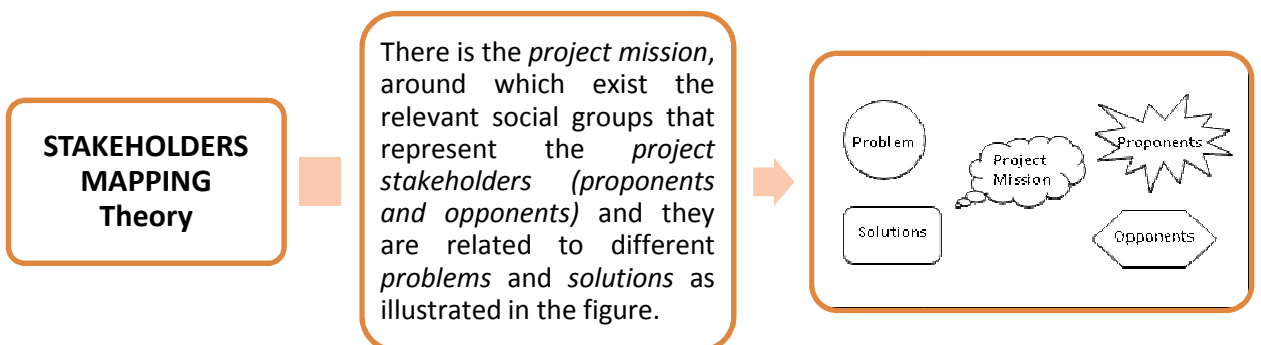 STAKEHOLDERS
MAPPING
Theory
There is the project mission,
around which exist the
relevant social groups that
represent the project
stakeholders (proponents
and opponents) and they
are related to different
problems and solutions as
illustrated in the figure.
Problem
Project
Mission
Proponents
Solutions
Opponents